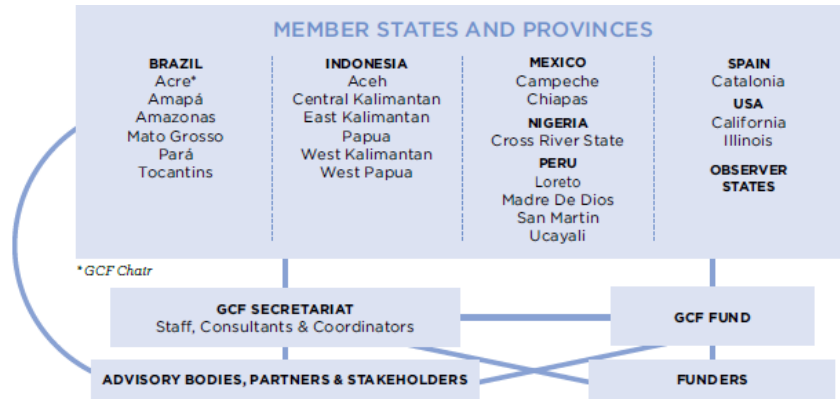 MEMBER STATES AND PROVINCES
BRAZIL
Acre*
Amapá
Amazonas
Mato Grosso
Pará
Tocantins
INDONESIA
Aceh
Central Kalimantan
East Kalimantan
Papua
West Kalimantan
West Papua
MEXICO
Campeche
Chiapas
NIGERIA
Cross River State
PERU
Loreto
Madre De Dios
San Martin
Ucayali
SPAIN
Catalonia
USA
California
Illinois
OBSERVER
STATES
*GCF Chair
GCF SECRETARIAT
Staff, Consultants & Coordinators
GCF FUND
ADVISORY BODIES, PARTNERS & STAKEHOLDERS
FUNDERS